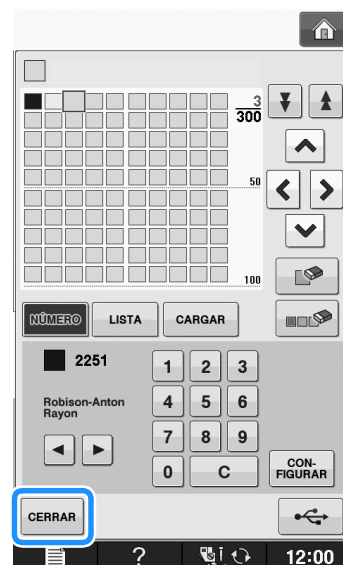 3
300
50
100
NÚMERO LISTA CARGAR
2251
Robison-Anton
Rayon
1 2 3
4 5 6
7 8 9
0 C
CON-
FIGURAR
CERRAR
? 12:00